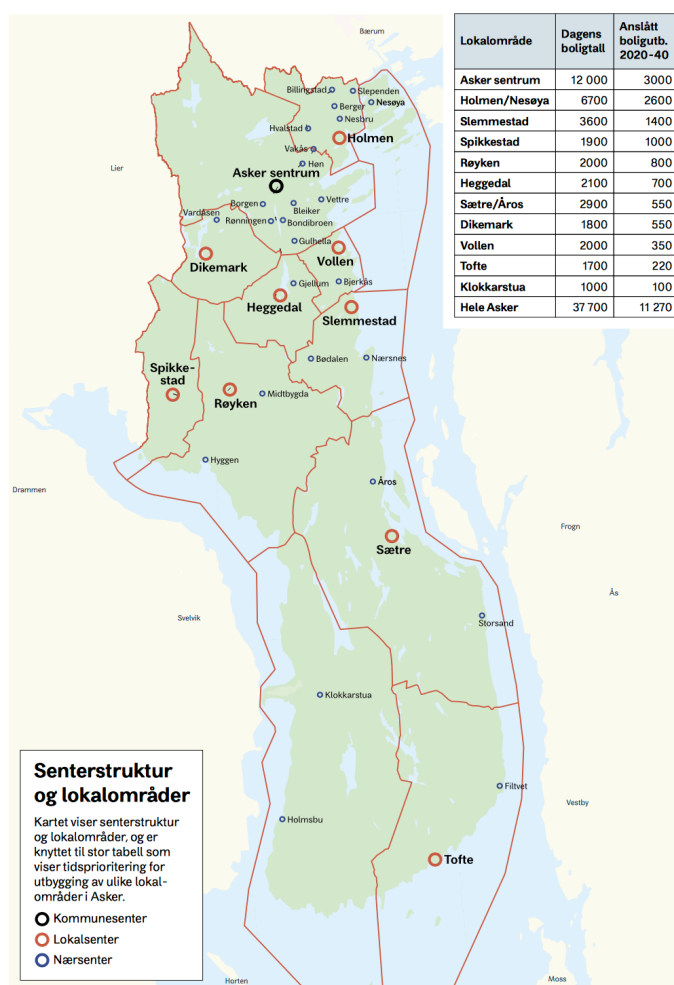 Lokalområde
Dagens
boligtall
Anslått
boligutb.
2020-40
Asker sentrum 12 000 3000
Holmen/Nesøya 6700 2600
Slemmestad 3600 1400
Spikkestad 1900 1000
Røyken 2000 800
Heggedal 2100 700
Sætre/Åros 2900 550
Dikemark 1800 550
Vollen 2000 350
Tofte 1700 220
Klokkarstua 1000 100
Hele Asker 37 700 11 270
Bærum
Billingstad
Slependen
Nesøya
Berger
Nesbru
Hvalstad
Holmen
Vakås
Høn
Lier
Asker sentrum
Borgen
Vettre
Bleiker
Vardåsen
Rønningen
Bondibroen
Gulhella
Vollen
Dikemark
Gjellum
Bjerkås
Heggedal
Slemmestad
Bødalen
Nærsnes
Spikke-
stad
Røyken
Midtbygda
Hyggen
Åros
Drammen
Frogn
Sætre
Ås
Svelvik
Storsand
Klokkarstua
Filtvet
Vestby
Holmsbu
Tofte
Senterstruktur
og lokalområder
Kartet viser senterstruktur
og lokalområder, og er
knyttet til stor tabell som
viser tidsprioritering for
utbygging av ulike lokal-
områder i Asker.
Kommunesenter
Lokalsenter
Nærsenter
Horten
Moss